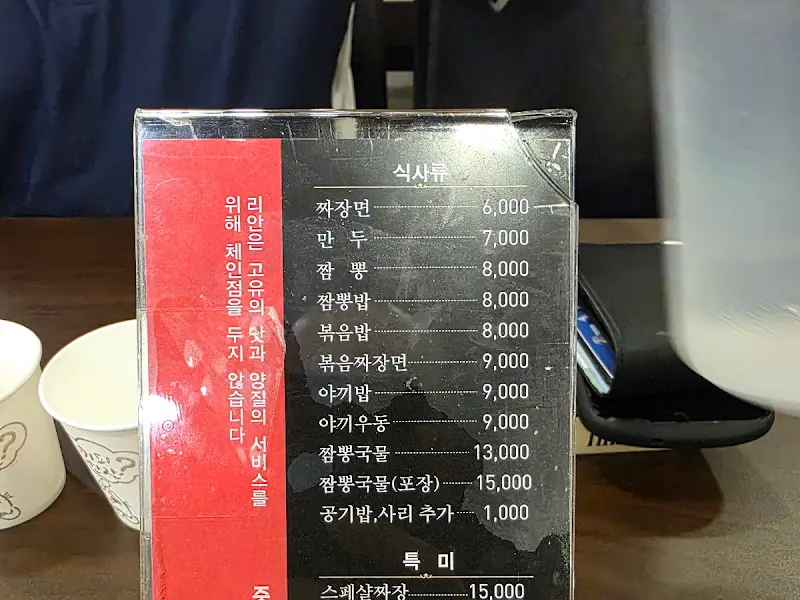 리안은 고유의 맛과 양질의 서비스를
위해 체인점을 두지 않습니다
식사류
짜장면 6,000
만 두 7,000
짬 뽕 8,000
짬뽕밥 8,000
볶음밥 8,000
볶음짜장면 9,000
야끼밥 9,000
야끼우동 9,000
짬뽕국물 13,000
짬뽕국물(포장) 15,000
공기밥,사리 추가 1,000
특 미
스페샬짜장 15,000